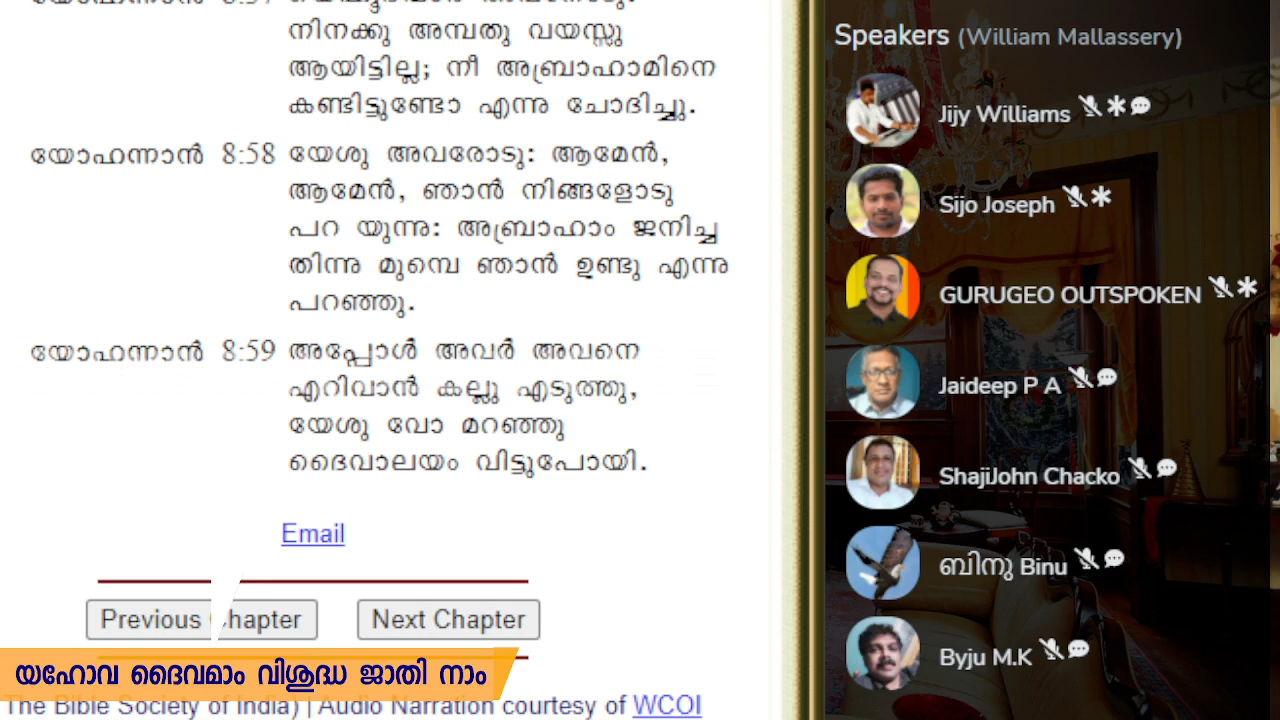 നിനക്കു അമ്പതു വയസ്സു
ആയിട്ടില്ല; നീ അബ്രാഹാമിനെ
കണ്ടിട്ടുണ്ടോ എന്നു ചോദിച്ചു.
യോഹന്നാൻ 8:58 യേശു അവരോടു: ആമേൻ,
ആമേൻ, ഞാൻ നിങ്ങളോടു
പറ യുന്നു: അബ്രാഹാം ജനിച്ച
തിന്നു മുമ്പെ ഞാൻ ഉണ്ടു എന്നു
പറഞ്ഞു.
യോഹന്നാൻ 8:59 അപ്പോൾ അവർ അവനെ
എറിവാൻ കല്ലു എടുത്തു,
യേശു വോ മറഞ്ഞു
ദൈവാലയം വിട്ടുപോയി.
Email
Previous Chapter Next Chapter
യഹോവ ദൈവമാം വിശുദ്ധ ജാതി നാം
The Bible Society of India) | Audio Narration courtesy of WCOI
Speakers (William Mallassery)
Jijy Williams
Sijo Joseph
GURUGEO OUTSPOKEN
Jaideep P A
ShajiJohn Chacko
ബിനു Binu
Byju M.K